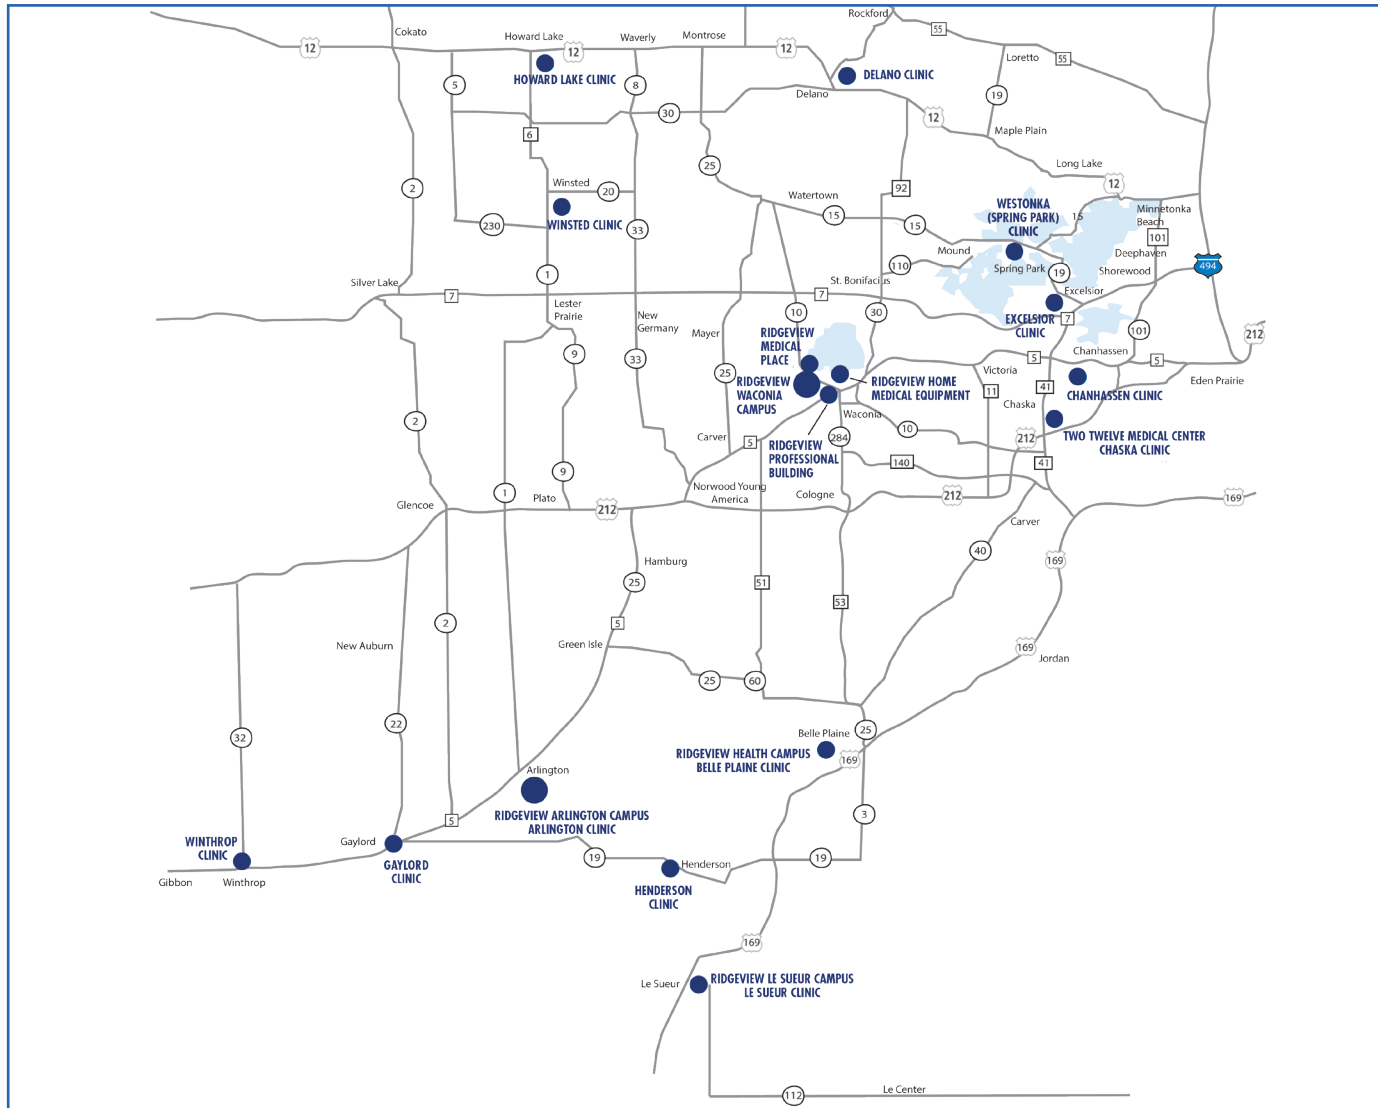 Rockford
Cokato
Howard Lake
Waverly
Montrose
55
12
12
12
Loretto
55
HOWARD LAKE CLINIC
DELANO CLINIC
5
8
Delano
19
30
12
6
Maple Plain
25
Long Lake
2
Winsted
20
92
Watertown
12
WINSTED CLINIC
WESTONKA
(SPRING PARK)
CLINIC
15
Minnetonka
Beach
230
33
15
15
101
Mound
Deephaven
110
Spring Park
19
Shorewood
494
1
Silver Lake
St. Bonifacius
7
7
Excelsior
Lester
Prairie
New
Germany
10
30
EXCELSIOR
CLINIC
7
Mayer
RIDGEVIEW
MEDICAL
PLACE
101
212
9
33
Chanhassen
5
5
25
RIDGEVIEW
WACONIA
CAMPUS
RIDGEVIEW HOME
MEDICAL EQUIPMENT
Victoria
Eden Prairie
11
41
CHANHASSEN CLINIC
2
Waconia
Chaska
Carver
5
284
10
212
TWO TWELVE MEDICAL CENTER
CHASKA CLINIC
RIDGEVIEW
PROFESSIONAL
BUILDING
9
140
41
1
Norwood Young
America
Cologne
212
169
Glencoe
Plato
212
Carver
40
169
Hamburg
25
51
53
2
5
New Auburn
Green Isle
169
Jordan
25
60
22
32
Belle Plaine
25
RIDGEVIEW HEALTH CAMPUS
BELLE PLAINE CLINIC
169
Arlington
RIDGEVIEW ARLINGTON CAMPUS
ARLINGTON CLINIC
3
5
WINTHROP
CLINIC
Gaylord
GAYLORD
CLINIC
19
Henderson
19
Gibbon
Winthrop
HENDERSON
CLINIC
169
Le Sueur
RIDGEVIEW LE SUEUR CAMPUS
LE SUEUR CLINIC
112
Le Center